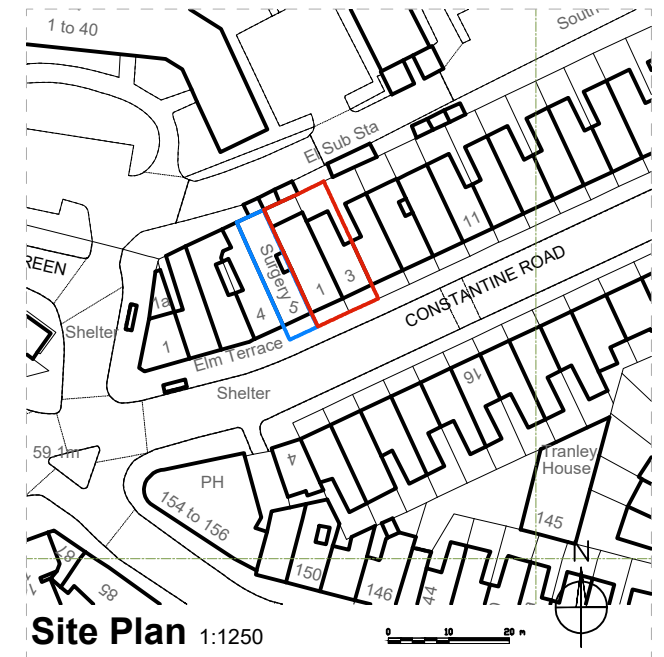 1 to 40
South
El Sub Sta
11
REEN
Surgery
1a
Shelter
1
4
5
1
3
CONSTANTINE ROAD
Elm Terrace
Shelter
16
59.1m
4
PH
154 to 156
Tranley
House
145
150
146
44
87
85
N
Site Plan 1:1250
0 10 20 m